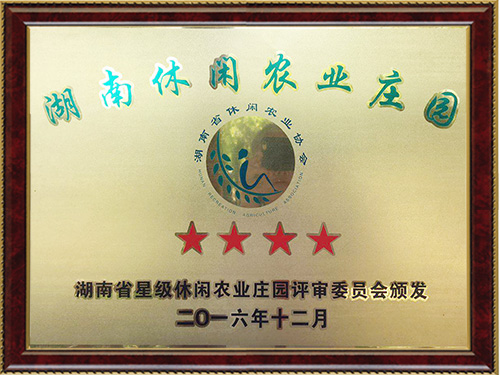 湖南休闲农业庄园
湖南省休闲农业协会
HUNAN RECREATION AGRICULTURE ASSOCIATION
湖南省星级休闲农业庄园评审委员会颁发
二〇一六年十二月